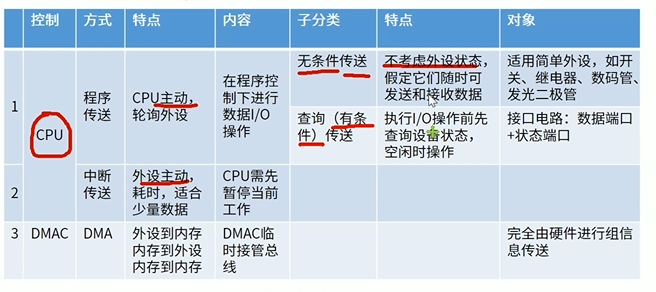 控制 方式 特点 内容 子分类 特点 对象
1
CPU
程序
传送
CPU主动，
轮询外设
在程序控
制下进行
数据I/O
操作
无条件传送
不考虑外设状态，
假定它们随时可
发送和接收数据
适用简单外设，如开
关、继电器、数码管、
发光二极管
查询（有条
件）传送
执行I/O操作前先
查询设备状态，
空闲时操作
接口电路：数据端口
+状态端口
2
中断
传送
外设主动，
耗时，适合
少量数据
CPU需先
暂停当前
工作
3 DMAC DMA
外设到内存
内存到外设
内存到内存
DMAC临
时接管总
线
完全由硬件进行组信
息传送